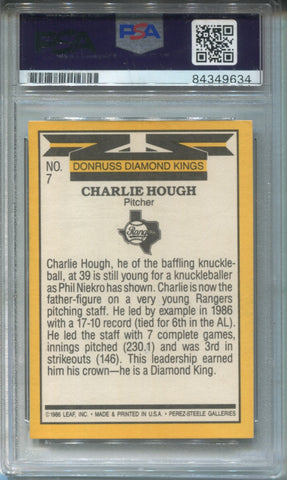 PSA
84349634
DONRUSS DIAMOND KINGS
NO.
7
CHARLIE HOUGH
Pitcher
Rangers
Charlie Hough, he of the baffling knuckle-
ball, at 39 is still young for a knuckleballer
as Phil Niekro has shown. Charlie is now the
father-figure on a very young Rangers
pitching staff. He led by example in 1986
with a 17-10 record (tied for 6th in the AL).
He led the staff with 7 complete games,
innings pitched (230.1) and was 3rd in
strikeouts (146). This leadership earned
him his crown—he is a Diamond King.
©1986 LEAF, INC. • MADE & PRINTED IN U.S.A. • PEREZ-STEELE GALLERIES